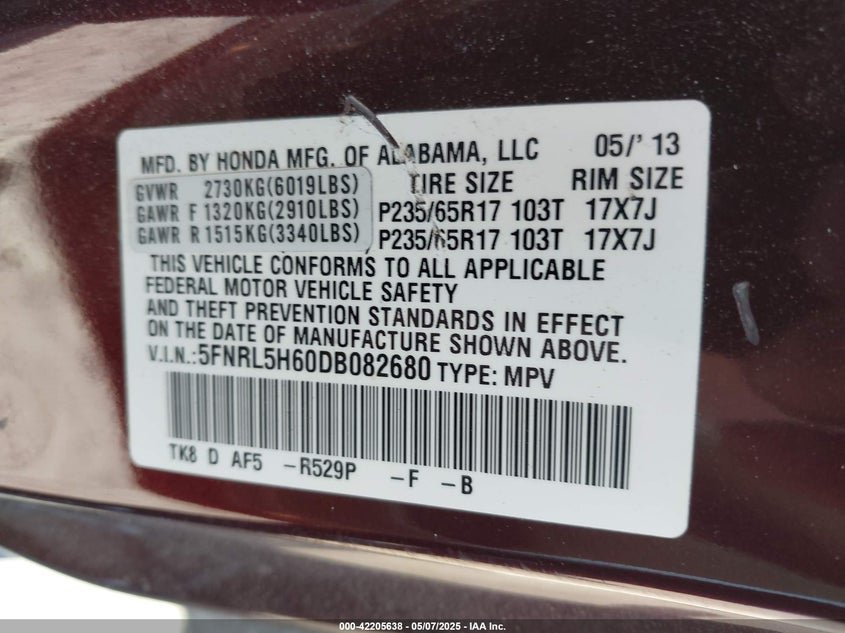 MFD. BY HONDA MFG. OF ALABAMA, LLC 05/' 13
GVWR 2730KG(6019LBS) TIRE SIZE RIM SIZE
GAWR F 1320KG(2910LBS) P235/65R17 103T 17X7J
GAWR R 1515KG(3340LBS) P235/65R17 103T 17X7J
THIS VEHICLE CONFORMS TO ALL APPLICABLE
FEDERAL MOTOR VEHICLE SAFETY
AND THEFT PREVENTION STANDARDS IN EFFECT
ON THE DATE OF MANUFACTURE SHOWN ABOVE.
V.I.N.:5FNRL5H60DB082680 TYPE: MPV
TK8 D AF5 -R529P -F -B
000-42205638 - 05/07/2025 - IAA Inc.